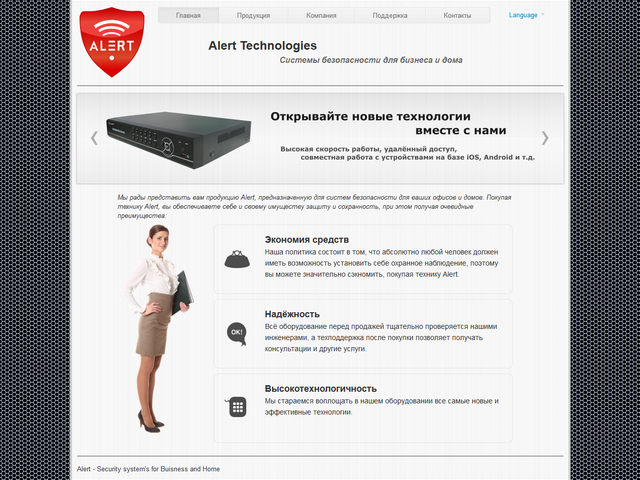 ALERT
Главная Продукция Компания Поддержка Контакты Language
Alert Technologies
Системы безопасности для бизнеса и дома
Открывайте новые технологии
вместе с нами
Высокая скорость работы, удалённый доступ,
совместная работа с устройствами на базе iOS, Android и т.д.
Мы рады представить вам продукцию Alert, предназначенную для систем безопасности для ваших офисов и домов. Покупая
технику Alert, вы обеспечиваете себе и своему имуществу защиту и сохранность, при этом получая очевидные
преимущества:
Экономия средств
Наша политика состоит в том, что абсолютно любой человек должен
иметь возможность установить себе охранное наблюдение, поэтому
вы можете значительно сэкономить, покупая технику Alert.
Надёжность
OK!
Всё оборудование перед продажей тщательно проверяется нашими
инженерами, а техподдержка после покупки позволяет получать
консультации и другие услуги.
Высокотехнологичность
Мы стараемся воплощать в нашем оборудовании все самые новые и
эффективные технологии.
Alert - Security system's for Buisness and Home